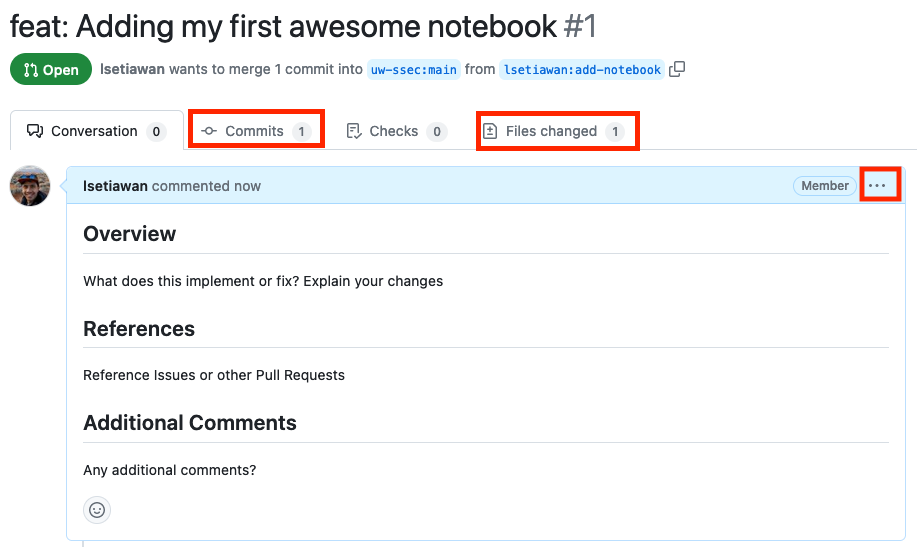 feat: Adding my first awesome notebook #1
Open lsetiawan wants to merge 1 commit into uw-ssec:main from lsetiawan:add-notebook
Conversation 0 Commits 1 Checks 0 Files changed 1
lsetiawan commented now Member ...
Overview
What does this implement or fix? Explain your changes
References
Reference Issues or other Pull Requests
Additional Comments
Any additional comments?